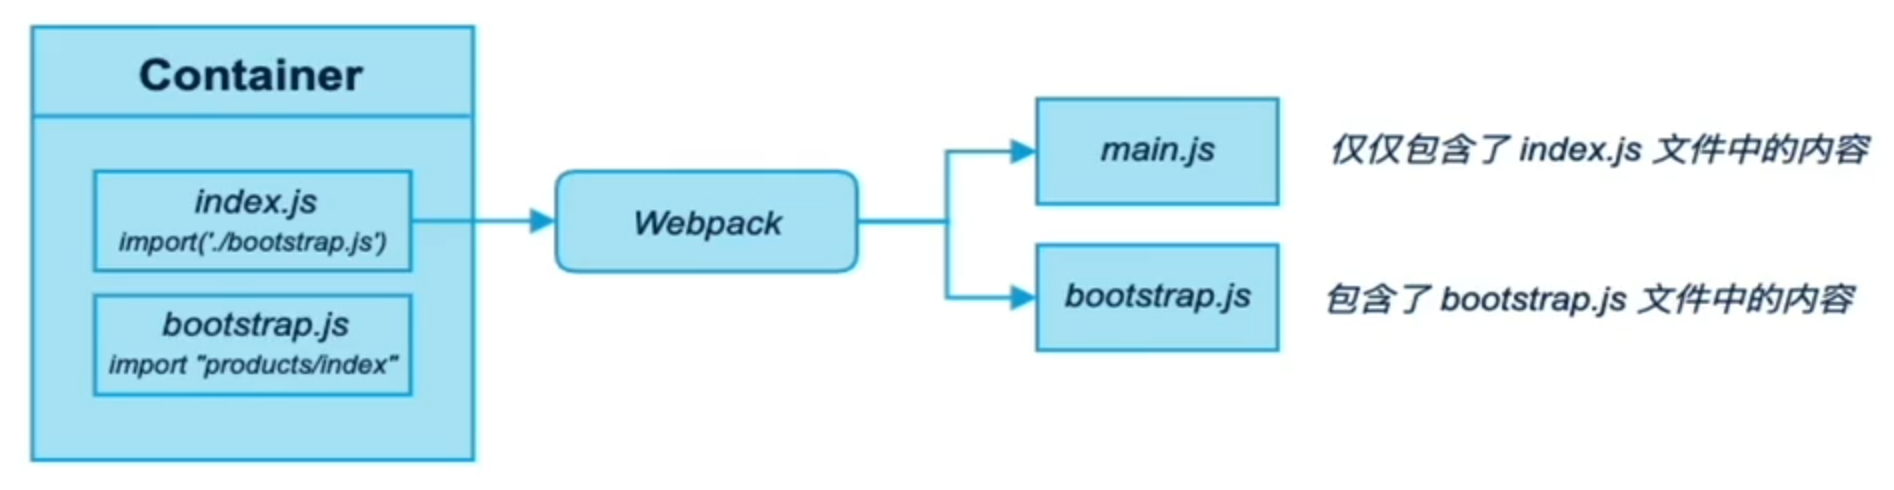 Container
index.js
import('./bootstrap.js')
bootstrap.js
import "products/index"
Webpack
main.js
仅仅包含了 index.js 文件中的内容
bootstrap.js
包含了 bootstrap.js 文件中的内容